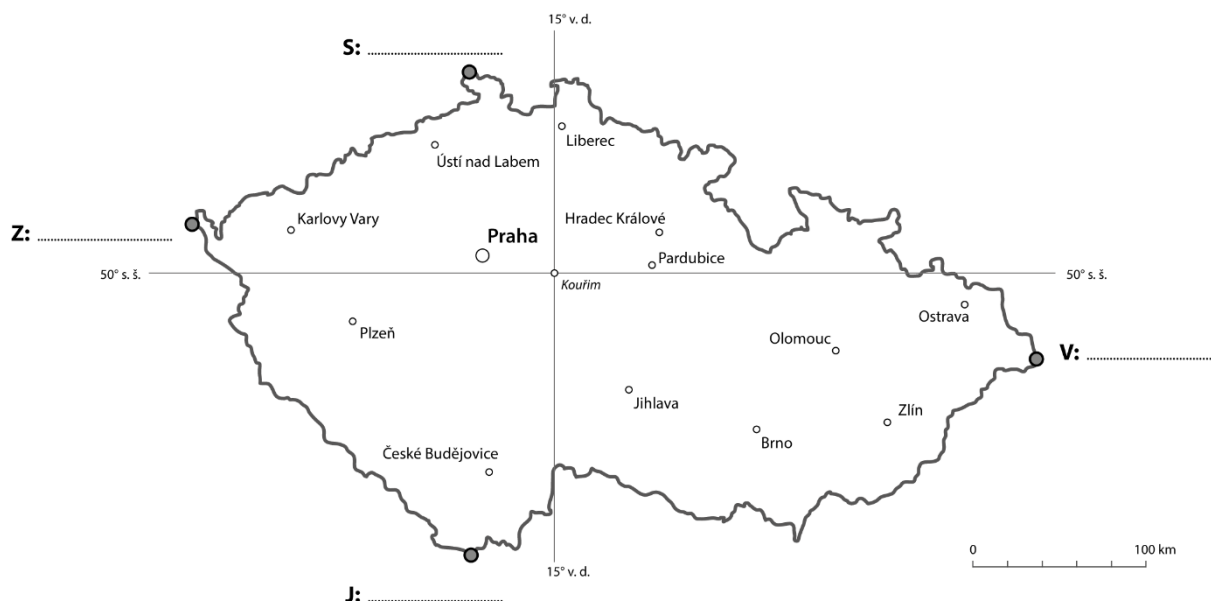 15° v. d.
S: ........................................
Liberec
Ústí nad Labem
Karlovy Vary
Hradec Králové
Z: ........................................
Praha
Pardubice
50° s. š.
50° s. š.
Kouřim
Ostrava
Plzeň
Olomouc
V: ........................................
Jihlava
Zlín
Brno
České Budějovice
0 100 km
15° v. d.
J: ........................................